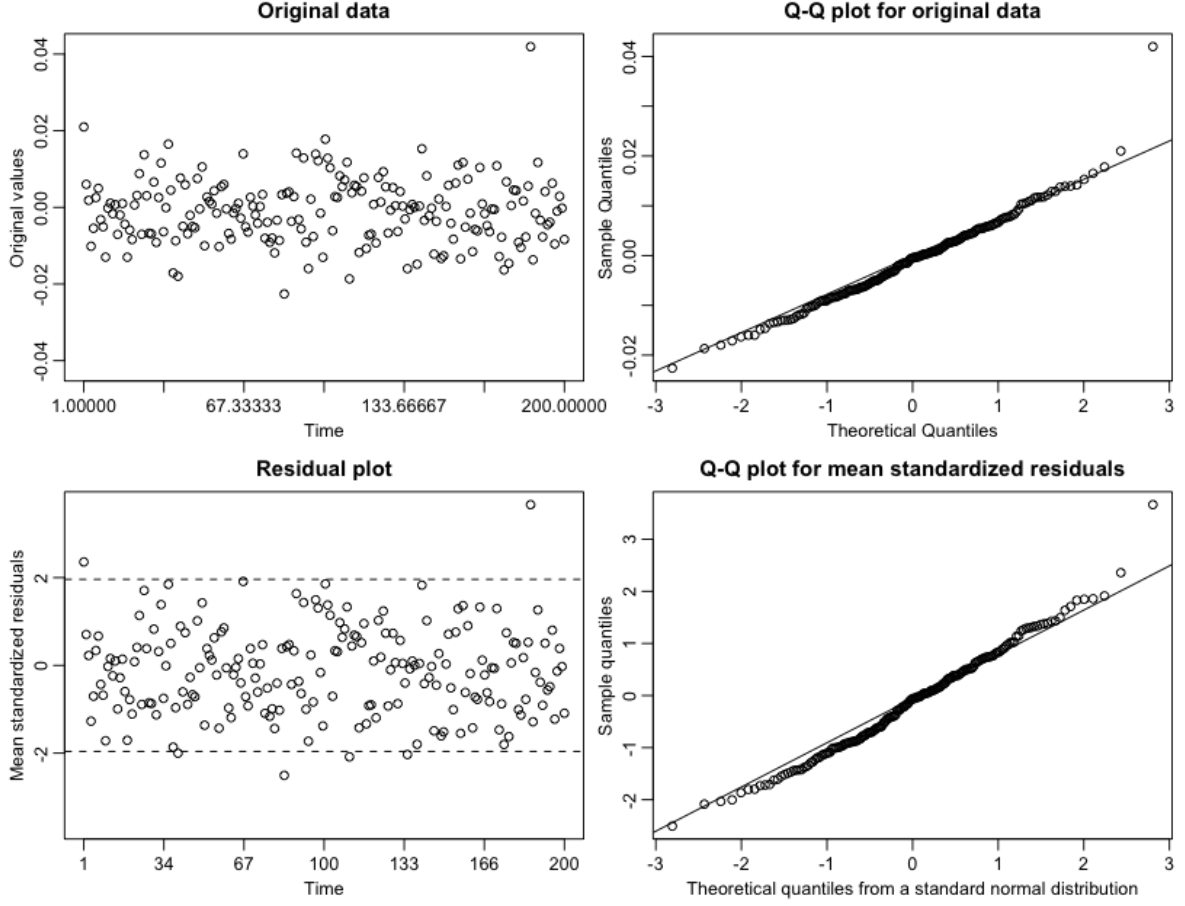 Original data
Original values
0.04
0.02
0.00
-0.02
-0.04
1.00000 67.33333 133.66667 200.00000
Time
Q-Q plot for original data
Sample Quantiles
0.04
0.02
0.00
-0.02
-3 -2 -1 0 1 2 3
Theoretical Quantiles
Residual plot
Mean standardized residuals
2
0
-2
1 34 67 100 133 166 200
Time
Q-Q plot for mean standardized residuals
Sample quantiles
3
2
1
0
-1
-2
-3 -2 -1 0 1 2 3
Theoretical quantiles from a standard normal distribution